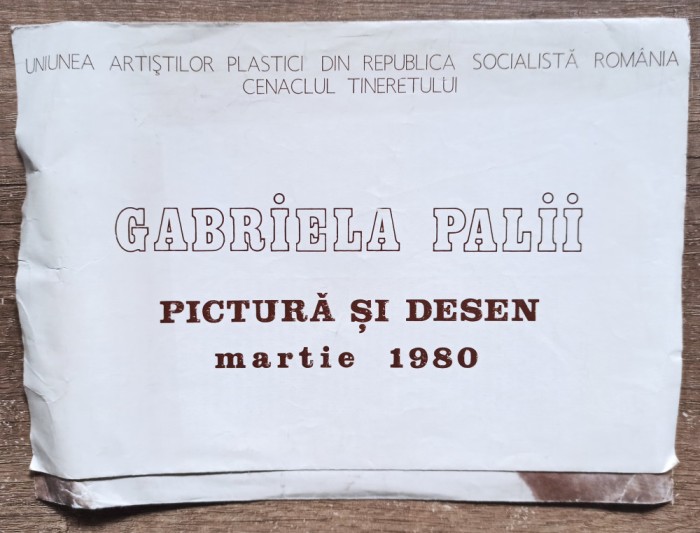 UNIUNEA ARTIȘTILOR PLASTICI DIN REPUBLICA SOCIALISTĂ ROMÂNIA
CENACLUL TINERETULUI
GABRiELA PALii
PICTURĂ ȘI DESEN
martie 1980